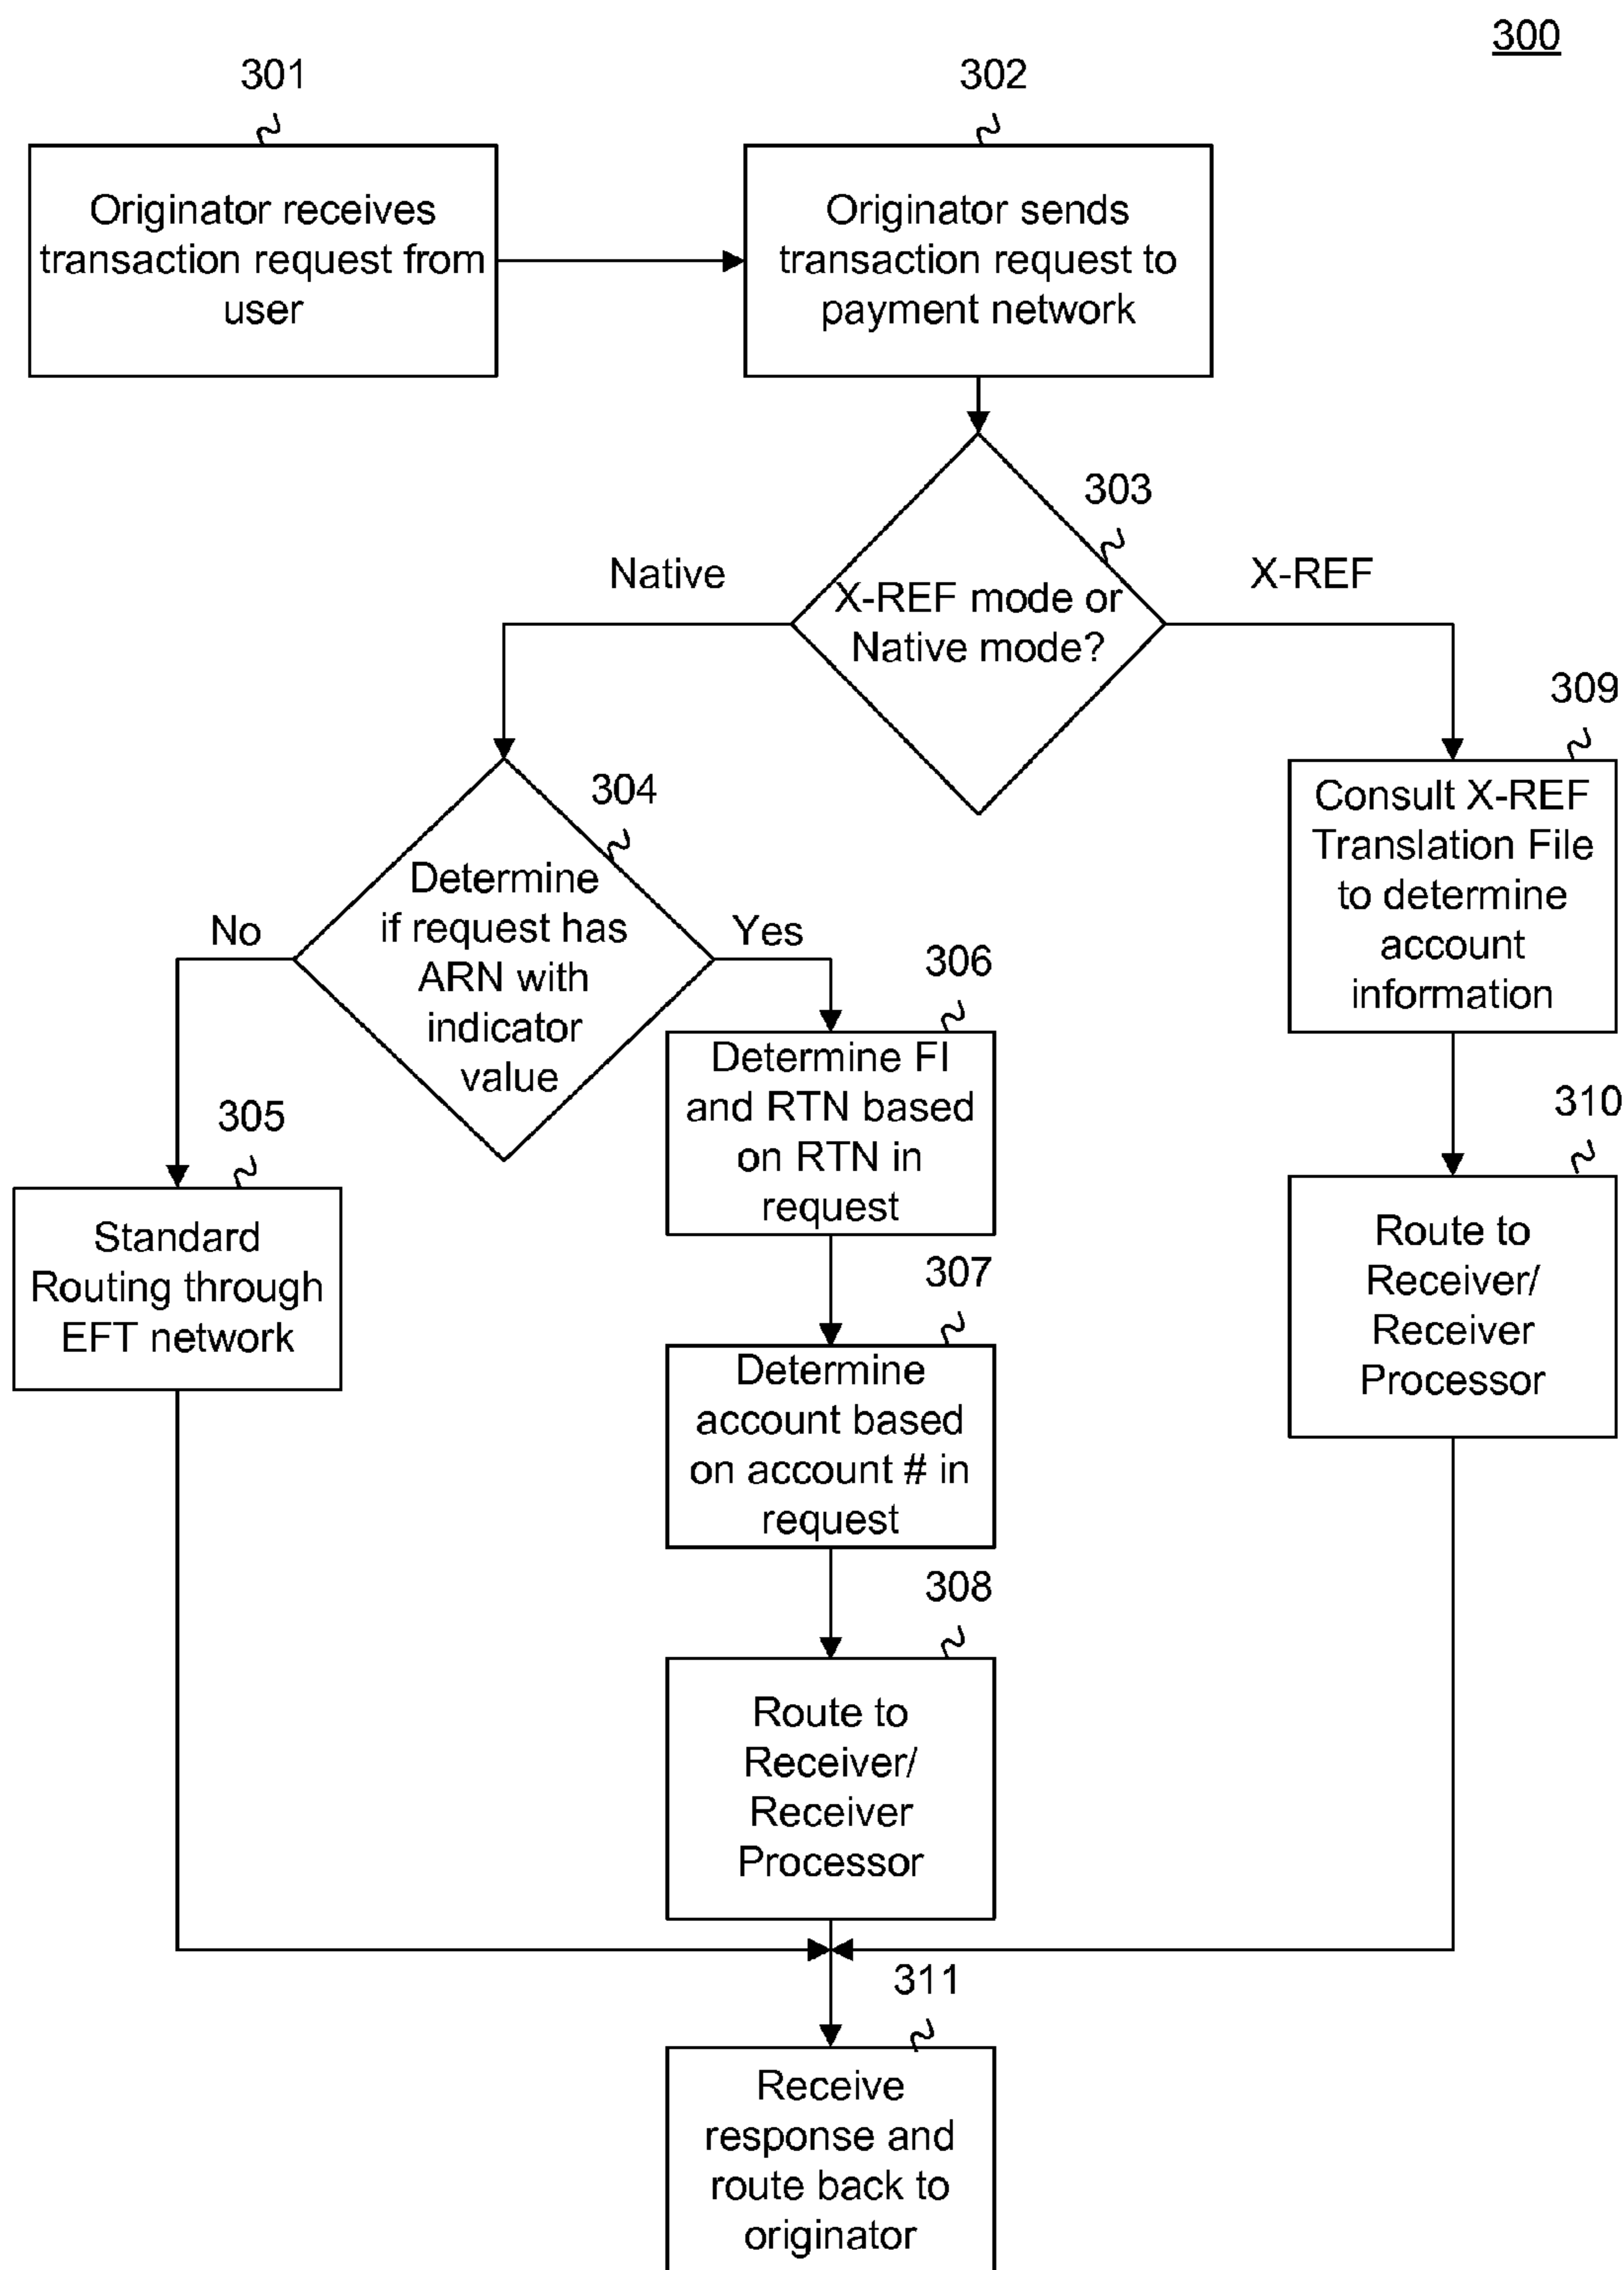 300
301
Originator receives
transaction request from
user
302
Originator sends
transaction request to
payment network
303
X-REF mode or
Native mode?
Native
X-REF
304
Determine
if request has
ARN with
indicator
value
No
Yes
305
Standard
Routing through
EFT network
306
Determine FI
and RTN based
on RTN in
request
307
Determine
account based
on account # in
request
308
Route to
Receiver/
Receiver
Processor
309
Consult X-REF
Translation File
to determine
account
information
310
Route to
Receiver/
Receiver
Processor
311
Receive
response and
route back to
originator